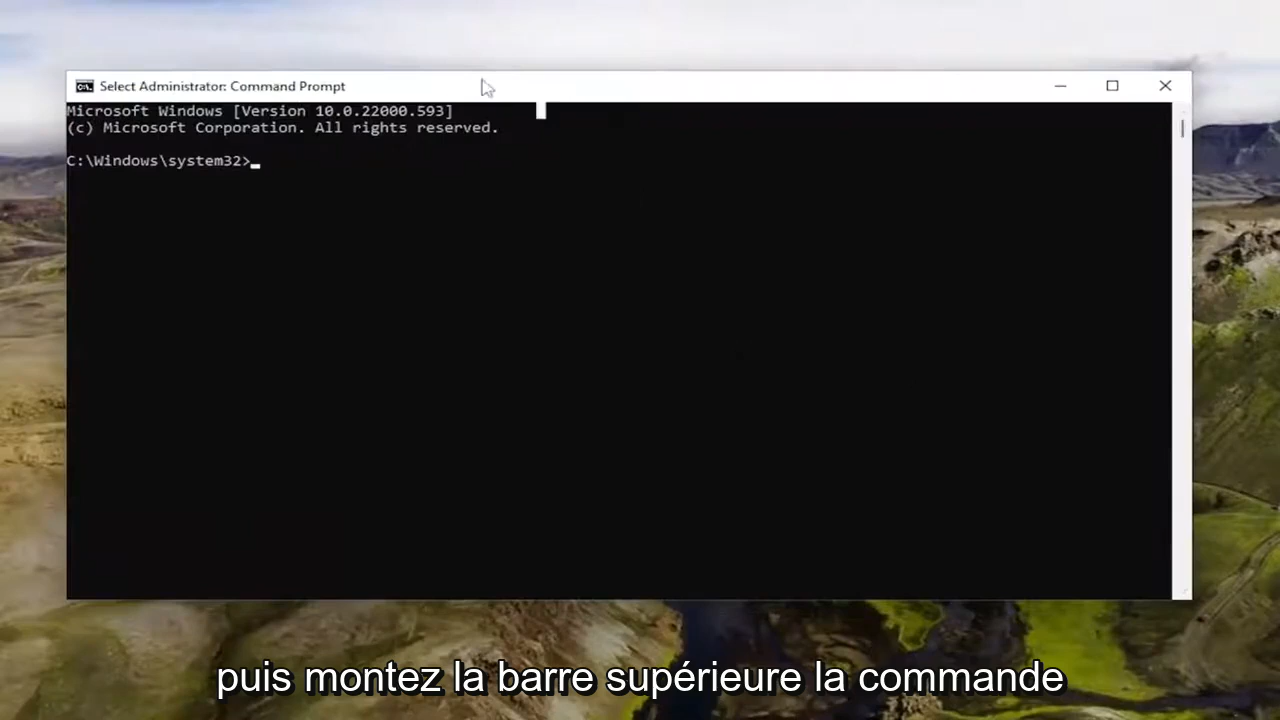 Select Administrator: Command Prompt
Microsoft Windows [Version 10.0.22000.593]
(c) Microsoft Corporation. All rights reserved.
C:\Windows\system32>
puis montez la barre supérieure la commande